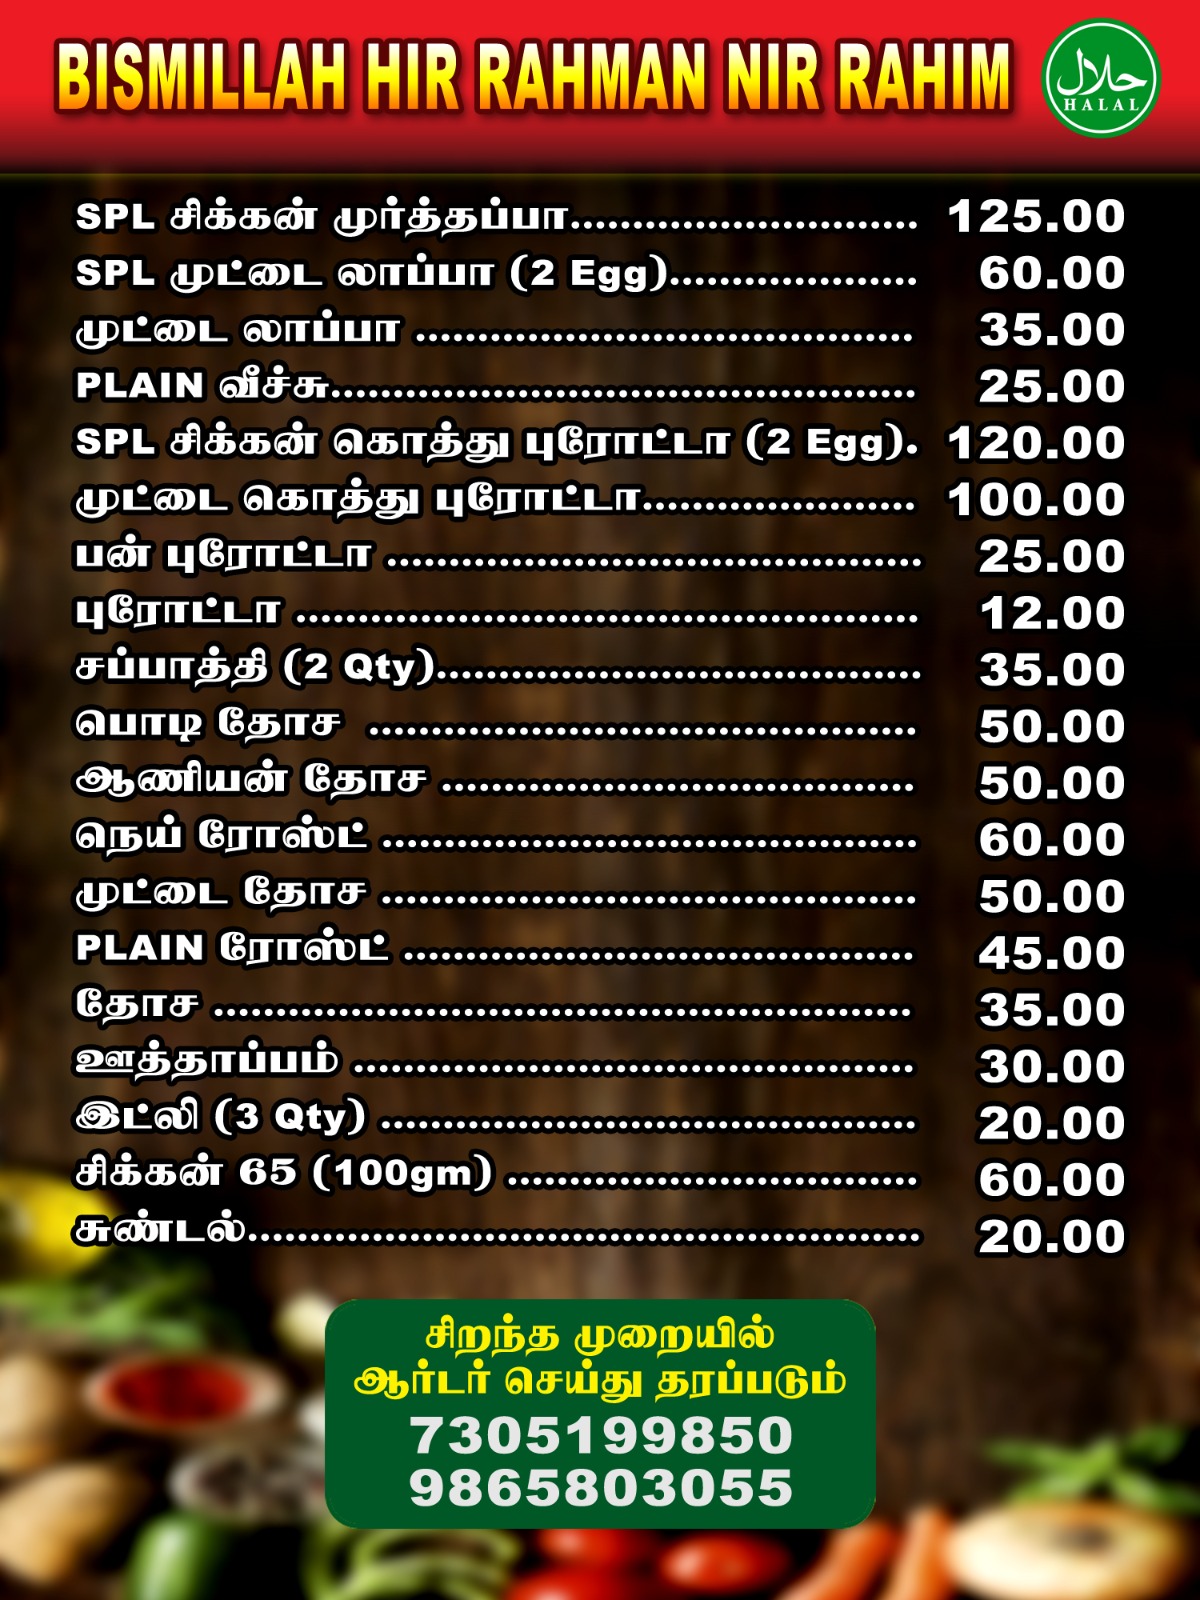 BISMILLAH HIR RAHMAN NIR RAHIM
حلال
HALAL
SPL சிக்கன் முர்த்தப்பா........................... 125.00
SPL முட்டை லாப்பா (2 Egg).................... 60.00
முட்டை லாப்பா ....................................... 35.00
PLAIN வீச்சு.............................................. 25.00
SPL சிக்கன் கொத்து புரோட்டா (2 Egg). 120.00
முட்டை கொத்து புரோட்டா...................... 100.00
பன் புரோட்டா .......................................... 25.00
புரோட்டா ................................................. 12.00
சப்பாத்தி (2 Qty)...................................... 35.00
பொடி தோச ........................................... 50.00
ஆணியன் தோச ..................................... 50.00
நெய் ரோஸ்ட் .......................................... 60.00
முட்டை தோச .......................................... 50.00
PLAIN ரோஸ்ட் ........................................ 45.00
தோச ....................................................... 35.00
ஊத்தாப்பம் ............................................ 30.00
இட்லி (3 Qty) .......................................... 20.00
சிக்கன் 65 (100gm) ................................ 60.00
சுண்டல்..................................................... 20.00
சிறந்த முறையில்
ஆர்டர் செய்து தரப்படும்
7305199850
9865803055